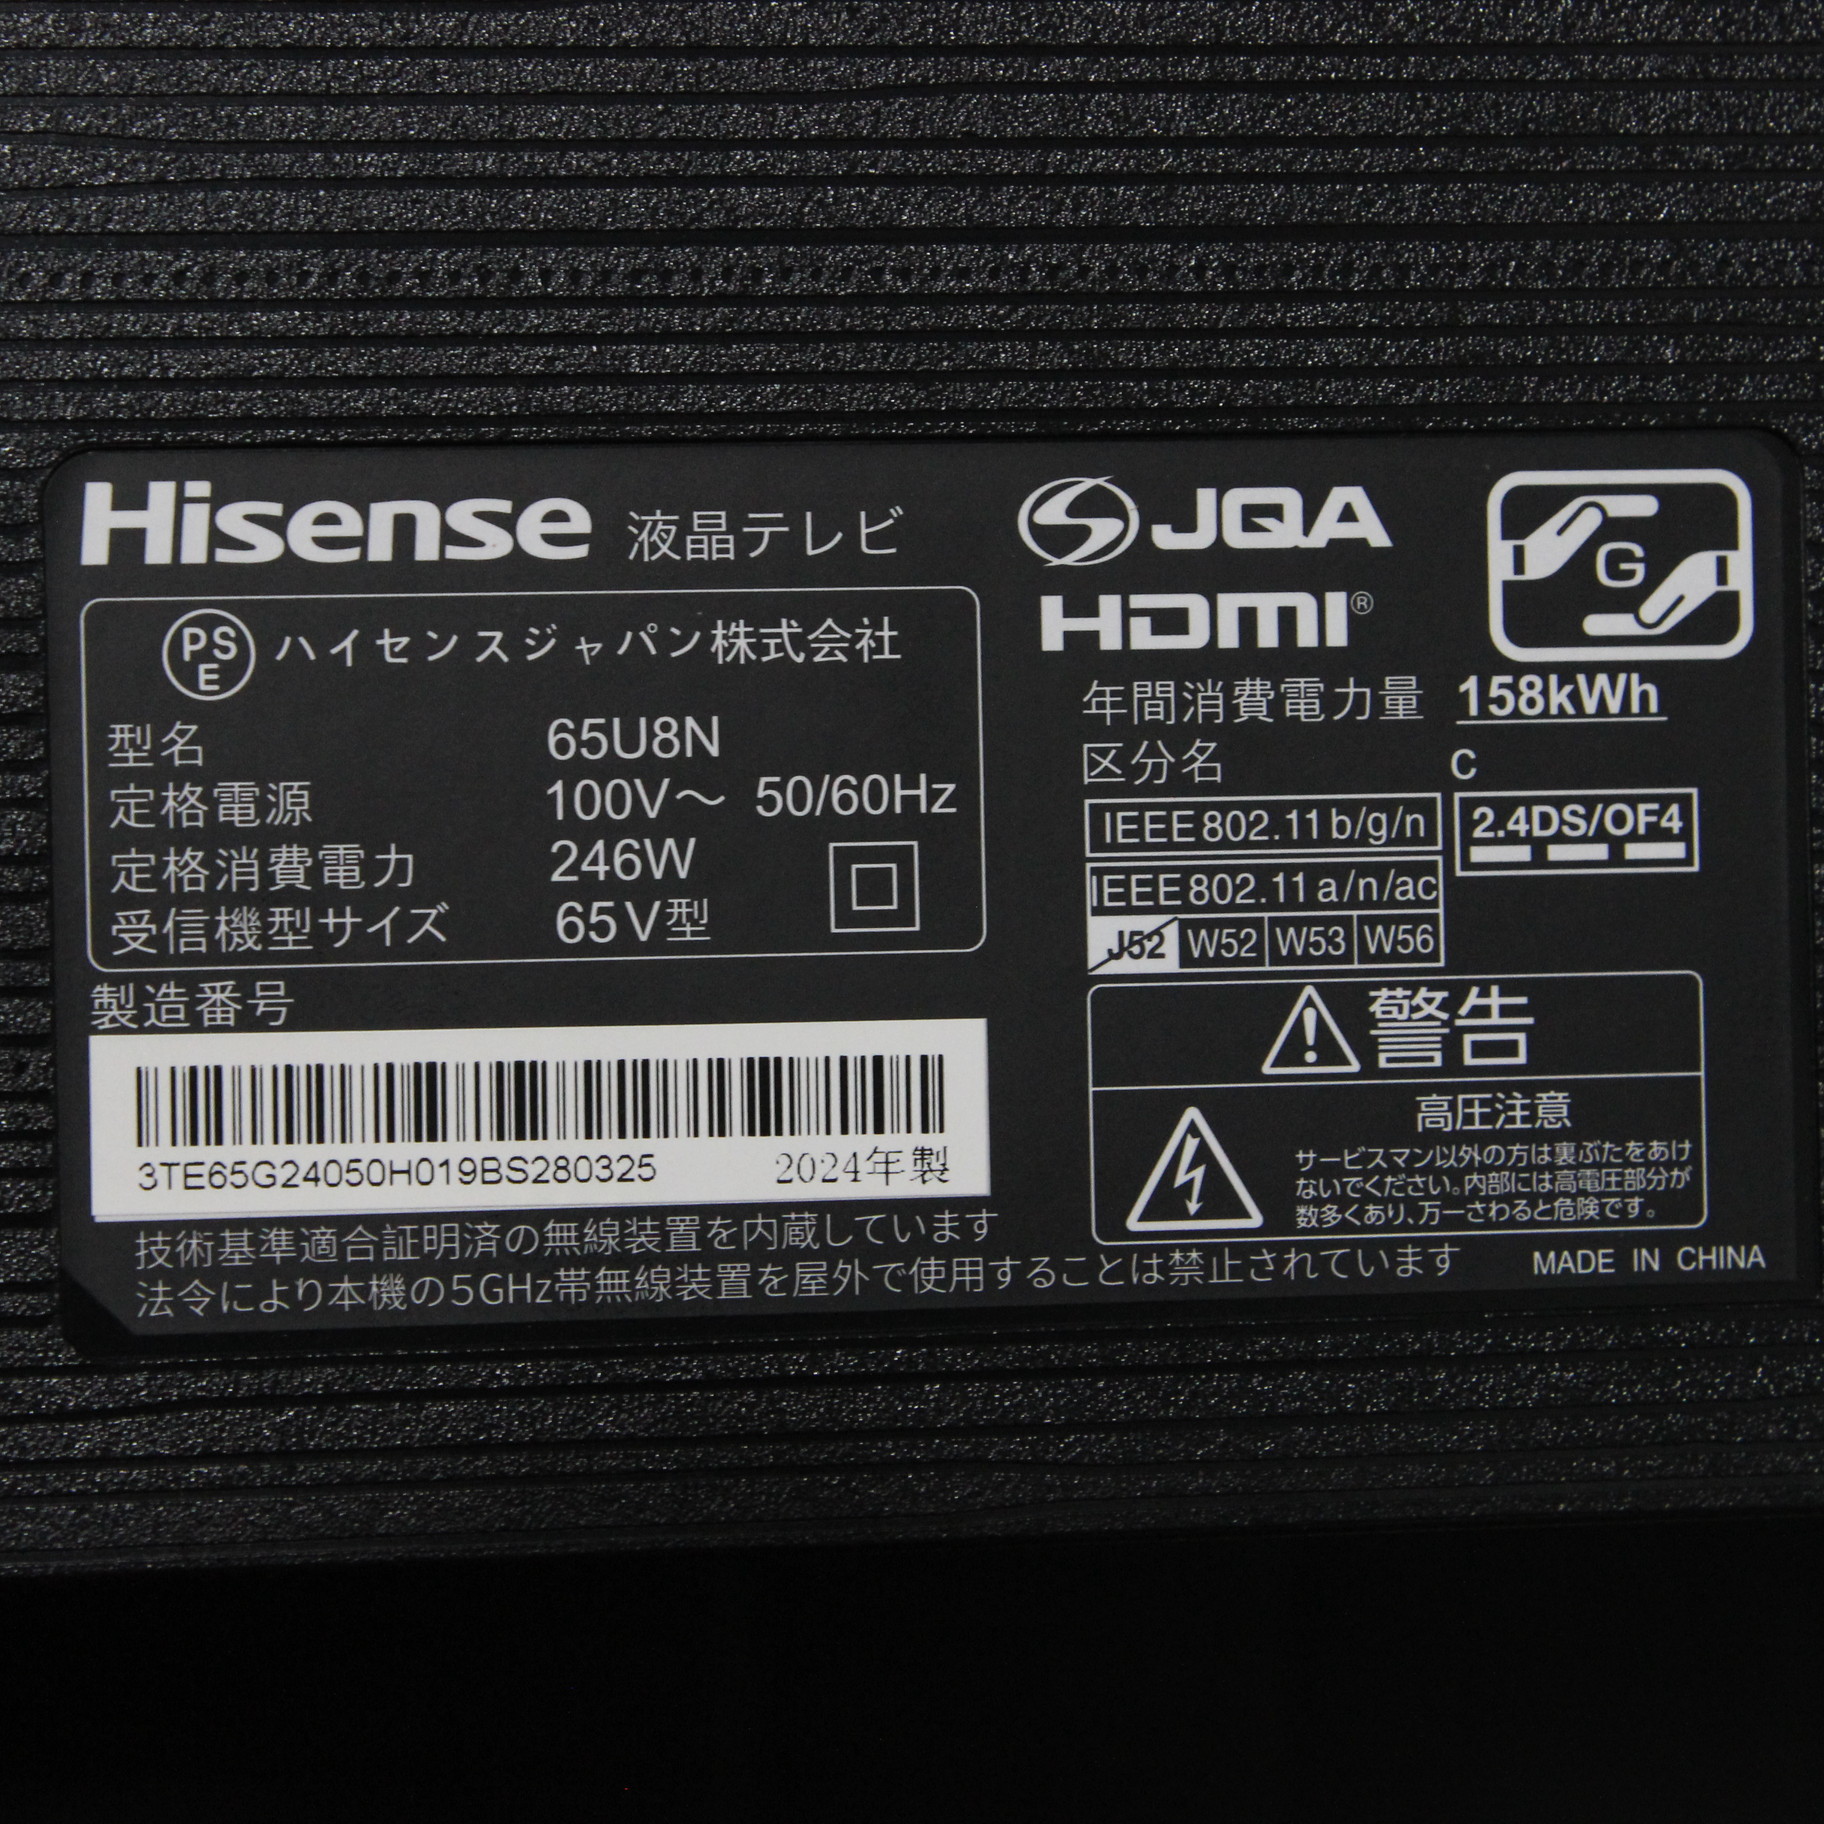 Hisense 液晶テレビ
PSE ハイセンスジャパン株式会社
型名 65U8N
定格電源 100V～ 50/60Hz
定格消費電力 246W
受信機型サイズ 65V型
製造番号
3TE65G24050H019BS280325 2024年製
技術基準適合証明済の無線装置を内蔵しています
法令により本機の5GHz帯無線装置を屋外で使用することは禁止されています
JQA
HDMI®
G
年間消費電力量 158kWh
区分名 C
IEEE802.11b/g/n
2.4DS/OF4
IEEE802.11a/n/ac
J52 W52 W53 W56
警告
高圧注意
サービスマン以外の方は裏ぶたをあけ
ないでください。内部には高電圧部分が
数多くあり、万一さわると危険です。
MADE IN CHINA